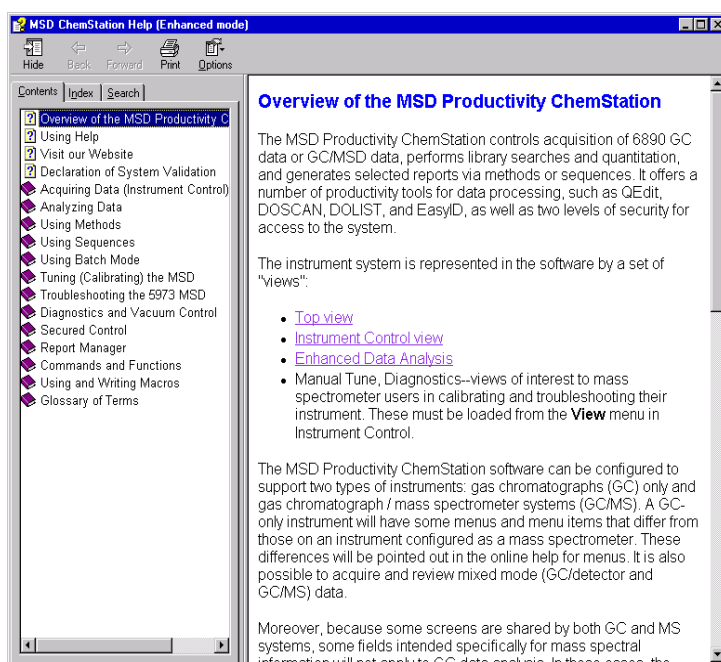 MSD ChemStation Help (Enhanced mode)
Hide Back Forward Print Options
Contents Index Search
Overview of the MSD Productivity C
Using Help
Visit our Website
Declaration of System Validation
Acquiring Data (Instrument Control)
Analyzing Data
Using Methods
Using Sequences
Using Batch Mode
Tuning (Calibrating) the MSD
Troubleshooting the 5973 MSD
Diagnostics and Vacuum Control
Secured Control
Report Manager
Commands and Functions
Using and Writing Macros
Glossary of Terms
Overview of the MSD Productivity ChemStation
The MSD Productivity ChemStation controls acquisition of 6890 GC
data or GC/MSD data, performs library searches and quantitation,
and generates selected reports via methods or sequences. It offers a
number of productivity tools for data processing, such as QEdit,
DOSCAN, DOLIST, and EasyID, as well as two levels of security for
access to the system.
The instrument system is represented in the software by a set of
"views":
• Top view
• Instrument Control view
• Enhanced Data Analysis
• Manual Tune, Diagnostics--views of interest to mass
spectrometer users in calibrating and troubleshooting their
instrument. These must be loaded from the View menu in
Instrument Control.
The MSD Productivity ChemStation software can be configured to
support two types of instruments: gas chromatographs (GC) only and
gas chromatograph / mass spectrometer systems (GC/MS). A GC-
only instrument will have some menus and menu items that differ from
those on an instrument configured as a mass spectrometer. These
differences will be pointed out in the online help for menus. It is also
possible to acquire and review mixed mode (GC/detector and
GC/MS) data.
Moreover, because some screens are shared by both GC and MS
systems, some fields intended specifically for mass spectral
information will not apply to GC data analysis. In these cases, the